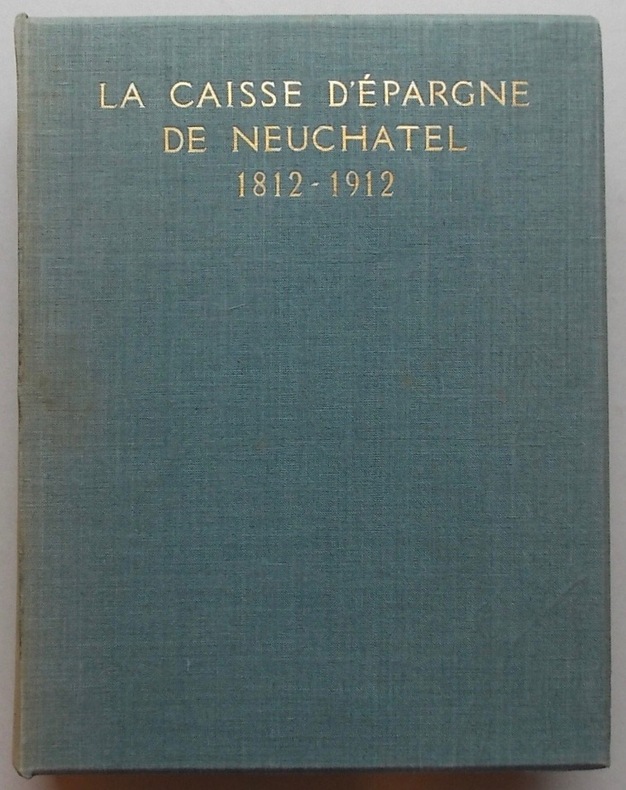 LA CAISSE D'ÉPARGNE
DE NEUCHATEL
1812-1912